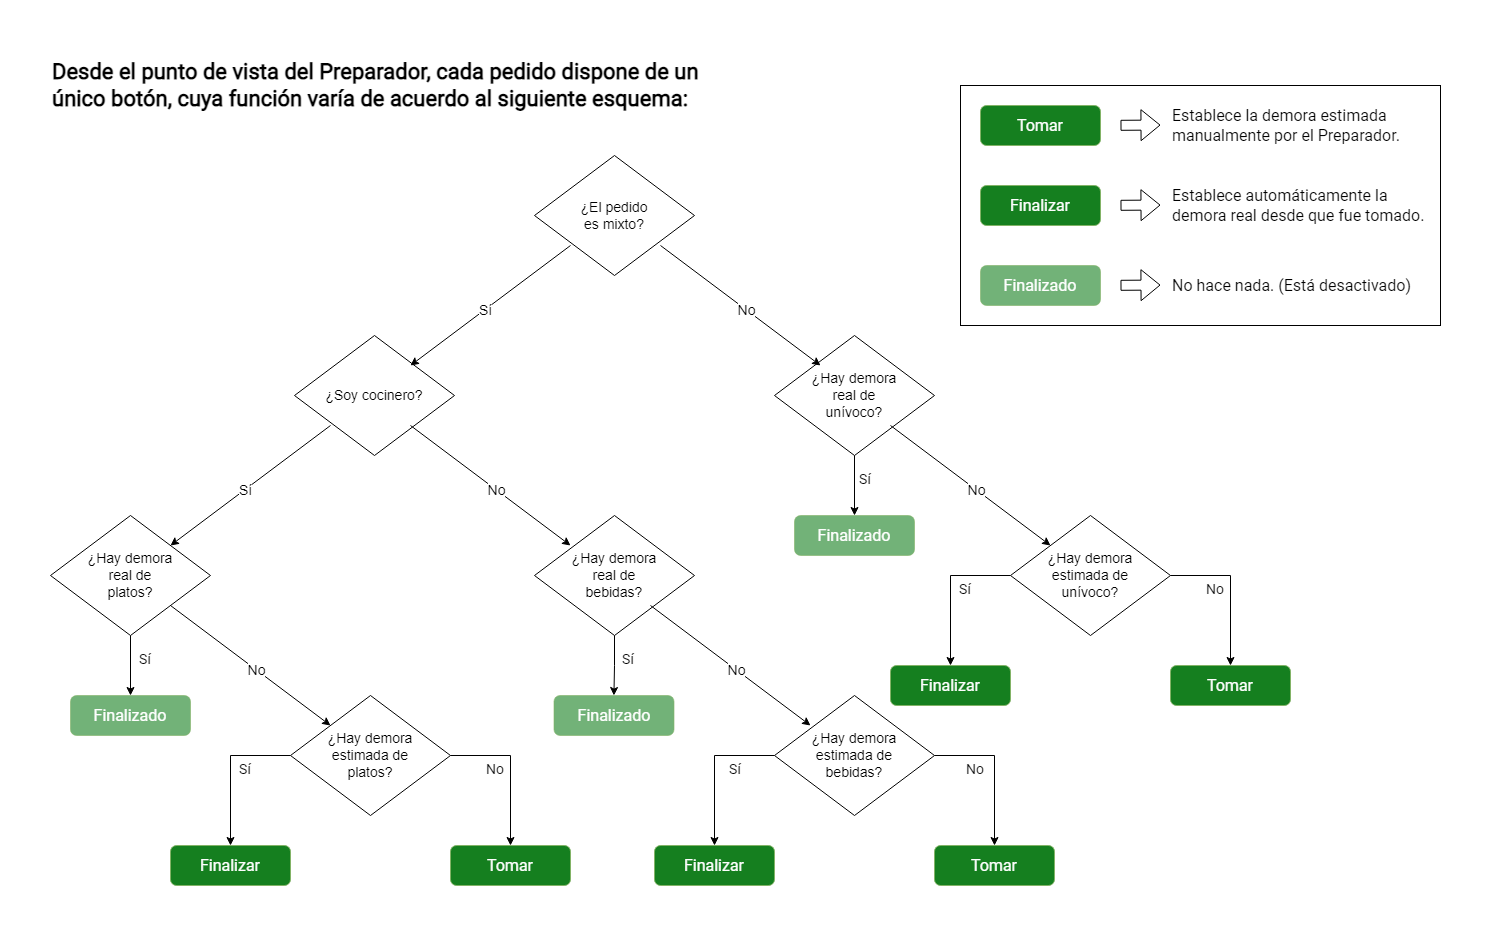 Desde el punto de vista del Preparador, cada pedido dispone de un
único botón, cuya función varía de acuerdo al siguiente esquema:
Tomar
Establece la demora estimada
manualmente por el Preparador.
Finalizar
Establece automáticamente la
demora real desde que fue tomado.
Finalizado
No hace nada. (Está desactivado)
¿El pedido
es mixto?
Sí
No
¿Soy cocinero?
¿Hay demora
real de
unívoco?
Sí
No
Sí
No
Finalizado
¿Hay demora
real de
platos?
¿Hay demora
real de
bebidas?
¿Hay demora
estimada de
unívoco?
Sí
No
Sí
No
Sí
No
Finalizado
Finalizado
Finalizar
Tomar
¿Hay demora
estimada de
platos?
¿Hay demora
estimada de
bebidas?
Sí
No
Sí
No
Finalizar
Tomar
Finalizar
Tomar